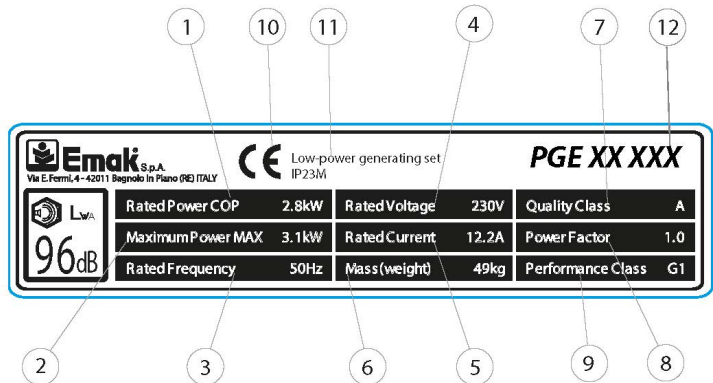 1 10 11 4 7 12
Emak S.p.A.
Via E. Fermi, 4 - 42011 Bagnolo in Piano (RE) ITALY
CE
Low-power generating set
IP23M
PGE XX XXX
LWA
96dB
Rated Power COP 2.8kW Rated Voltage 230V Quality Class A
Maximum Power MAX 3.1kW Rated Current 12.2A Power Factor 1.0
Rated Frequency 50Hz Mass(weight) 49kg Performance Class G1
2 3 6 5 9 8